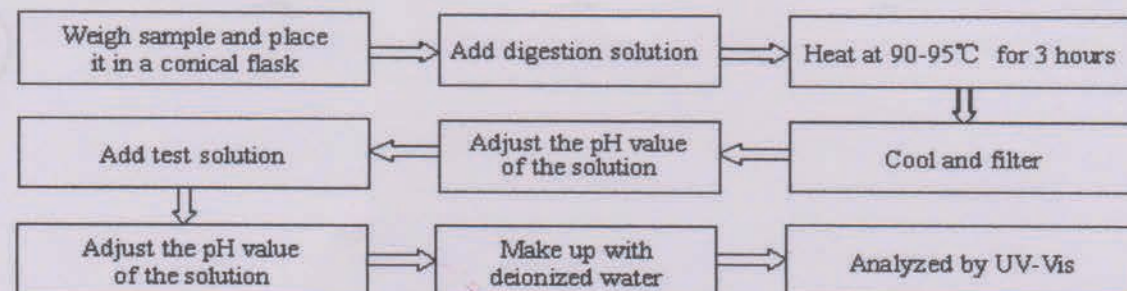 Weigh sample and place
it in a conical flask
Add digestion solution
Heat at 90-95℃ for 3 hours
Cool and filter
Adjust the pH value
of the solution
Add test solution
Adjust the pH value
of the solution
Make up with
deionized water
Analyzed by UV-Vis